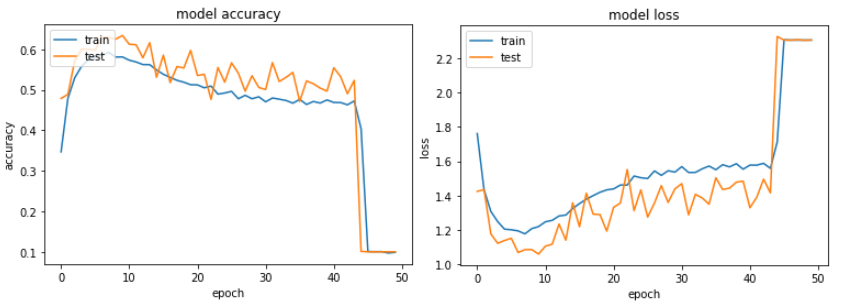 model accuracy
train
test
0.6
0.5
0.4
0.3
0.2
0.1
accuracy
0
10
20
30
40
50
epoch
model loss
train
test
2.2
2.0
1.8
1.6
1.4
1.2
1.0
loss
0
10
20
30
40
50
epoch